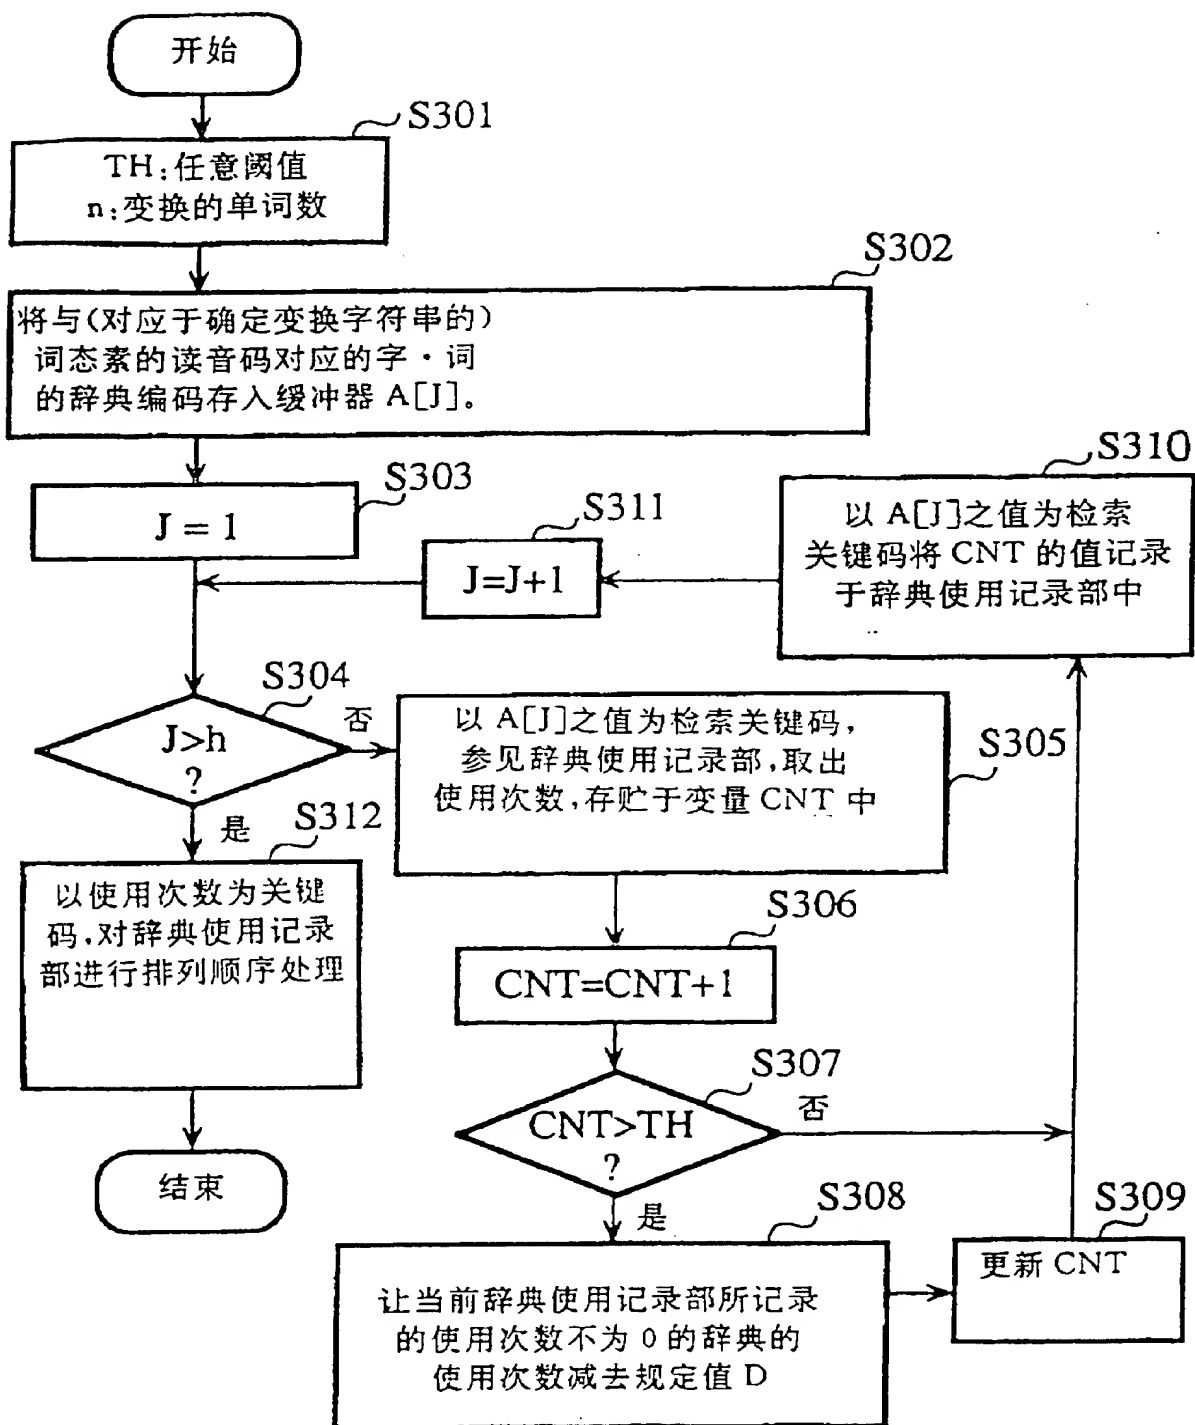 开始
S301
TH:任意阈值
n:变换的单词数
S302
将与(对应于确定变换字符串的)
词态素的读音码对应的字·词
的辞典编码存入缓冲器 A[J]。
S303
J = 1
S311
J=J+1
S310
以 A[J]之值为检索
关键码将 CNT 的值记录
于辞典使用记录部中
S304
J>h
?
否
是
S305
以 A[J]之值为检索关键码,
参见辞典使用记录部,取出
使用次数,存贮于变量 CNT 中
S312
以使用次数为关键
码,对辞典使用记录
部进行排列顺序处理
结束
S306
CNT=CNT+1
S307
CNT>TH
?
否
是
S308
让当前辞典使用记录部所记录
的使用次数不为 0 的辞典的
使用次数减去规定值 D
S309
更新 CNT